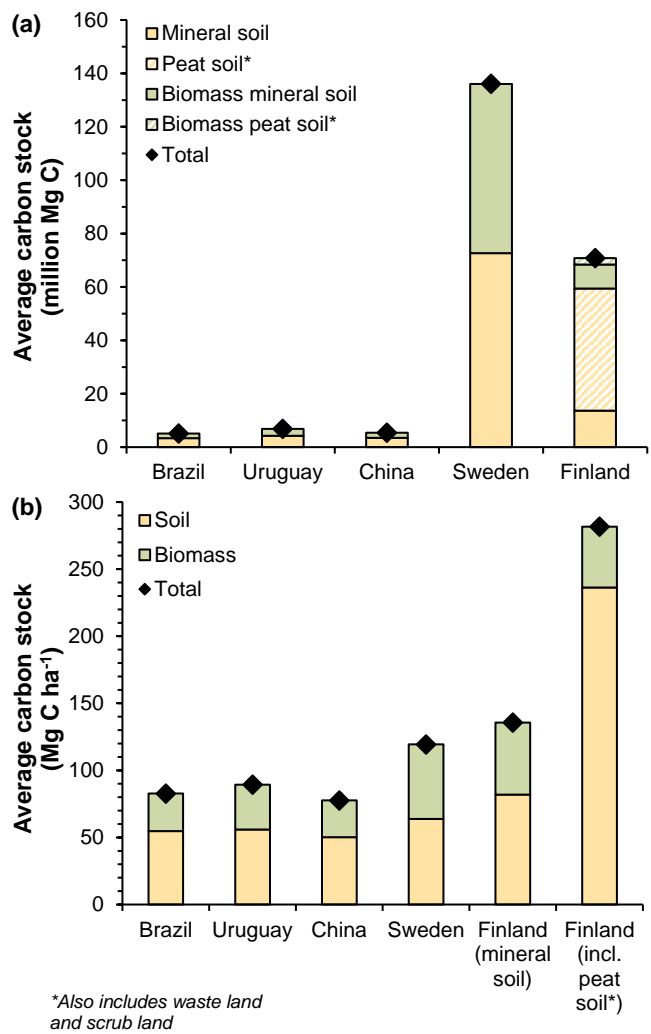 (a)
Average carbon stock
(million Mg C)
160
140
120
100
80
60
40
20
0
Mineral soil
Peat soil*
Biomass mineral soil
Biomass peat soil*
Total
Brazil Uruguay China Sweden Finland
(b)
Average carbon stock
(Mg C ha⁻¹)
300
250
200
150
100
50
0
Soil
Biomass
Total
Brazil Uruguay China Sweden Finland (mineral soil) Finland (incl. peat soil*)
*Also includes waste land
and scrub land